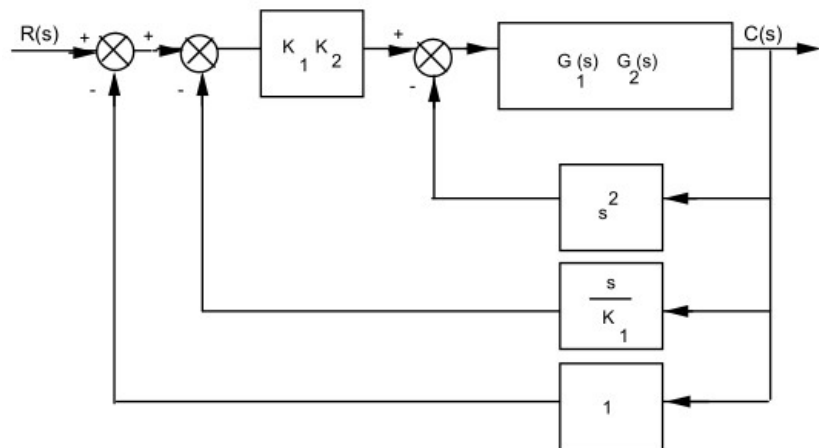 R(s)
+
+
+
-
-
K1 K2
+
-
G1(s) G2(s)
C(s)
s2
s
K1
1